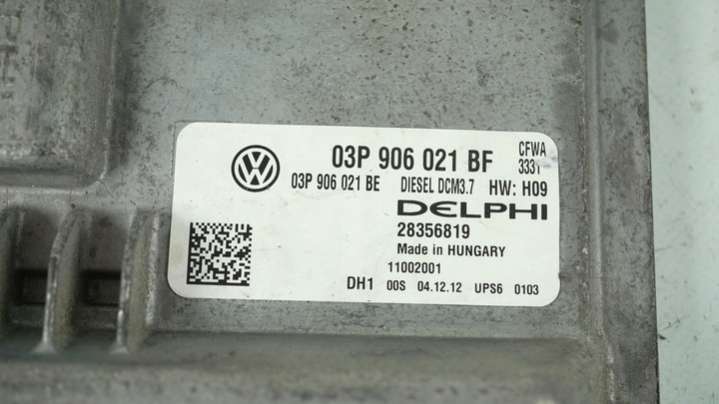 03P 906 021 BF CFWA
3331
03P 906 021 BE DIESEL DCM3.7 HW: H09
DELPHI
28356819
Made in HUNGARY
11002001
DH1 00S 04.12.12 UPS6 0103